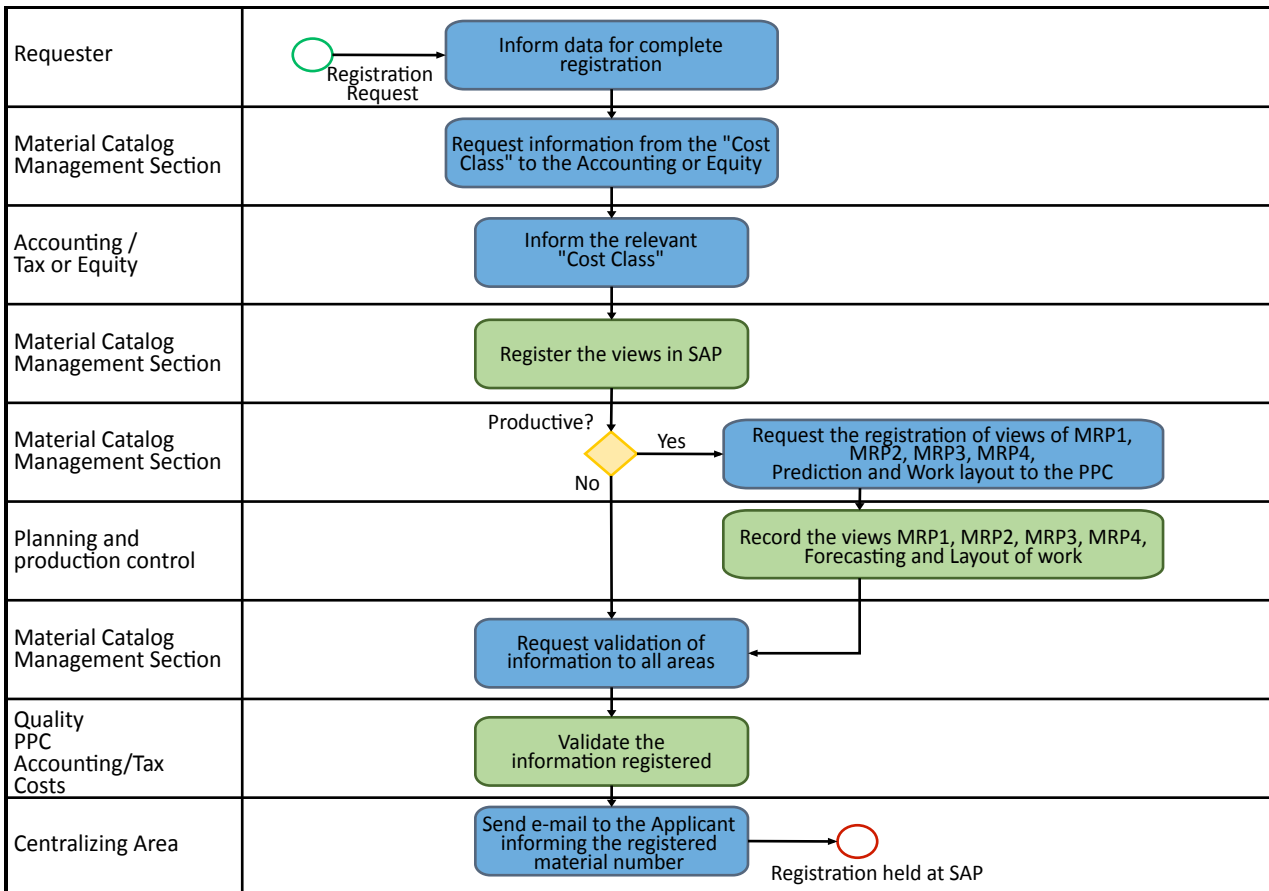 Requester
Registration
Request
Inform data for complete
registration
Material Catalog
Management Section
Request information from the "Cost
Class" to the Accounting or Equity
Accounting /
Tax or Equity
Inform the relevant
"Cost Class"
Material Catalog
Management Section
Register the views in SAP
Material Catalog
Management Section
Productive?
Yes
No
Request the registration of views of MRP1,
MRP2, MRP3, MRP4,
Prediction and Work layout to the PPC
Planning and
production control
Record the views MRP1, MRP2, MRP3, MRP4,
Forecasting and Layout of work
Material Catalog
Management Section
Request validation of
information to all areas
Quality
PPC
Accounting/Tax
Costs
Validate the
information registered
Centralizing Area
Send e-mail to the Applicant
informing the registered
material number
Registration held at SAP